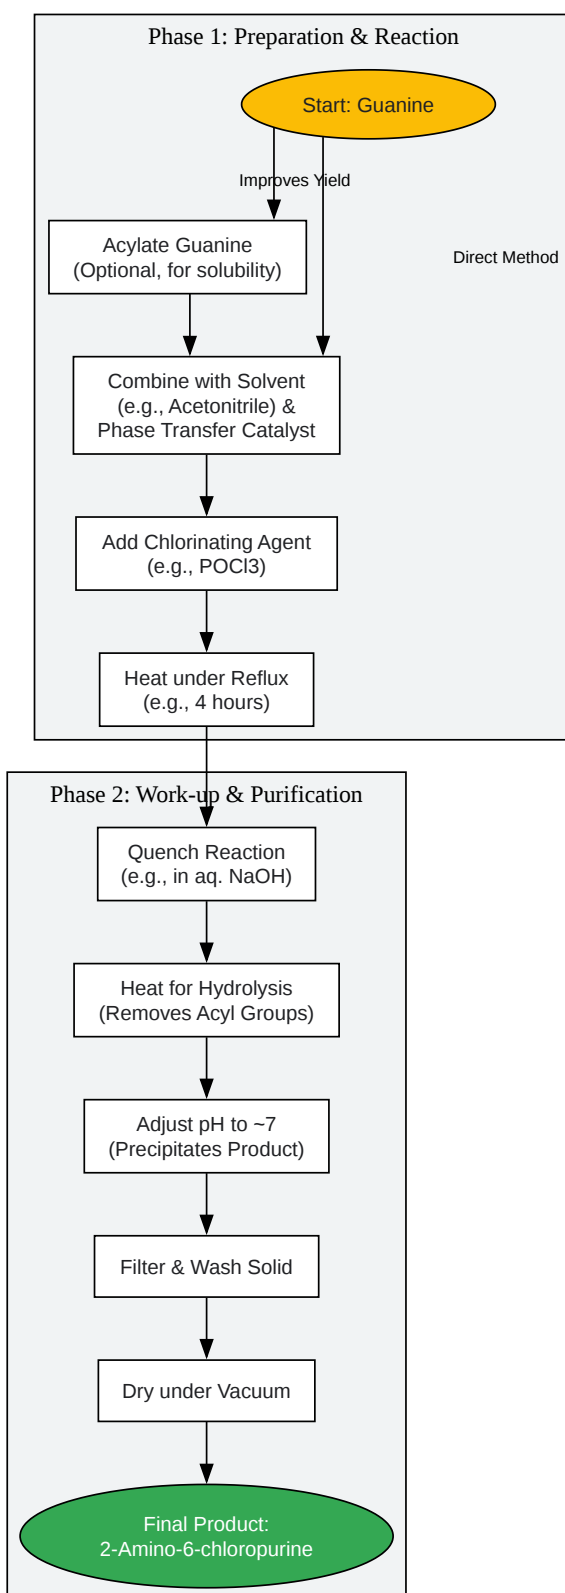 Phase 1: Preparation & Reaction
Start: Guanine
Improves Yield
Acylate Guanine
(Optional, for solubility)
Direct Method
Combine with Solvent
(e.g., Acetonitrile) &
Phase Transfer Catalyst
Add Chlorinating Agent
(e.g., POCl3)
Heat under Reflux
(e.g., 4 hours)
Phase 2: Work-up & Purification
Quench Reaction
(e.g., in aq. NaOH)
Heat for Hydrolysis
(Removes Acyl Groups)
Adjust pH to ~7
(Precipitates Product)
Filter & Wash Solid
Dry under Vacuum
Final Product:
2-Amino-6-chloropurine